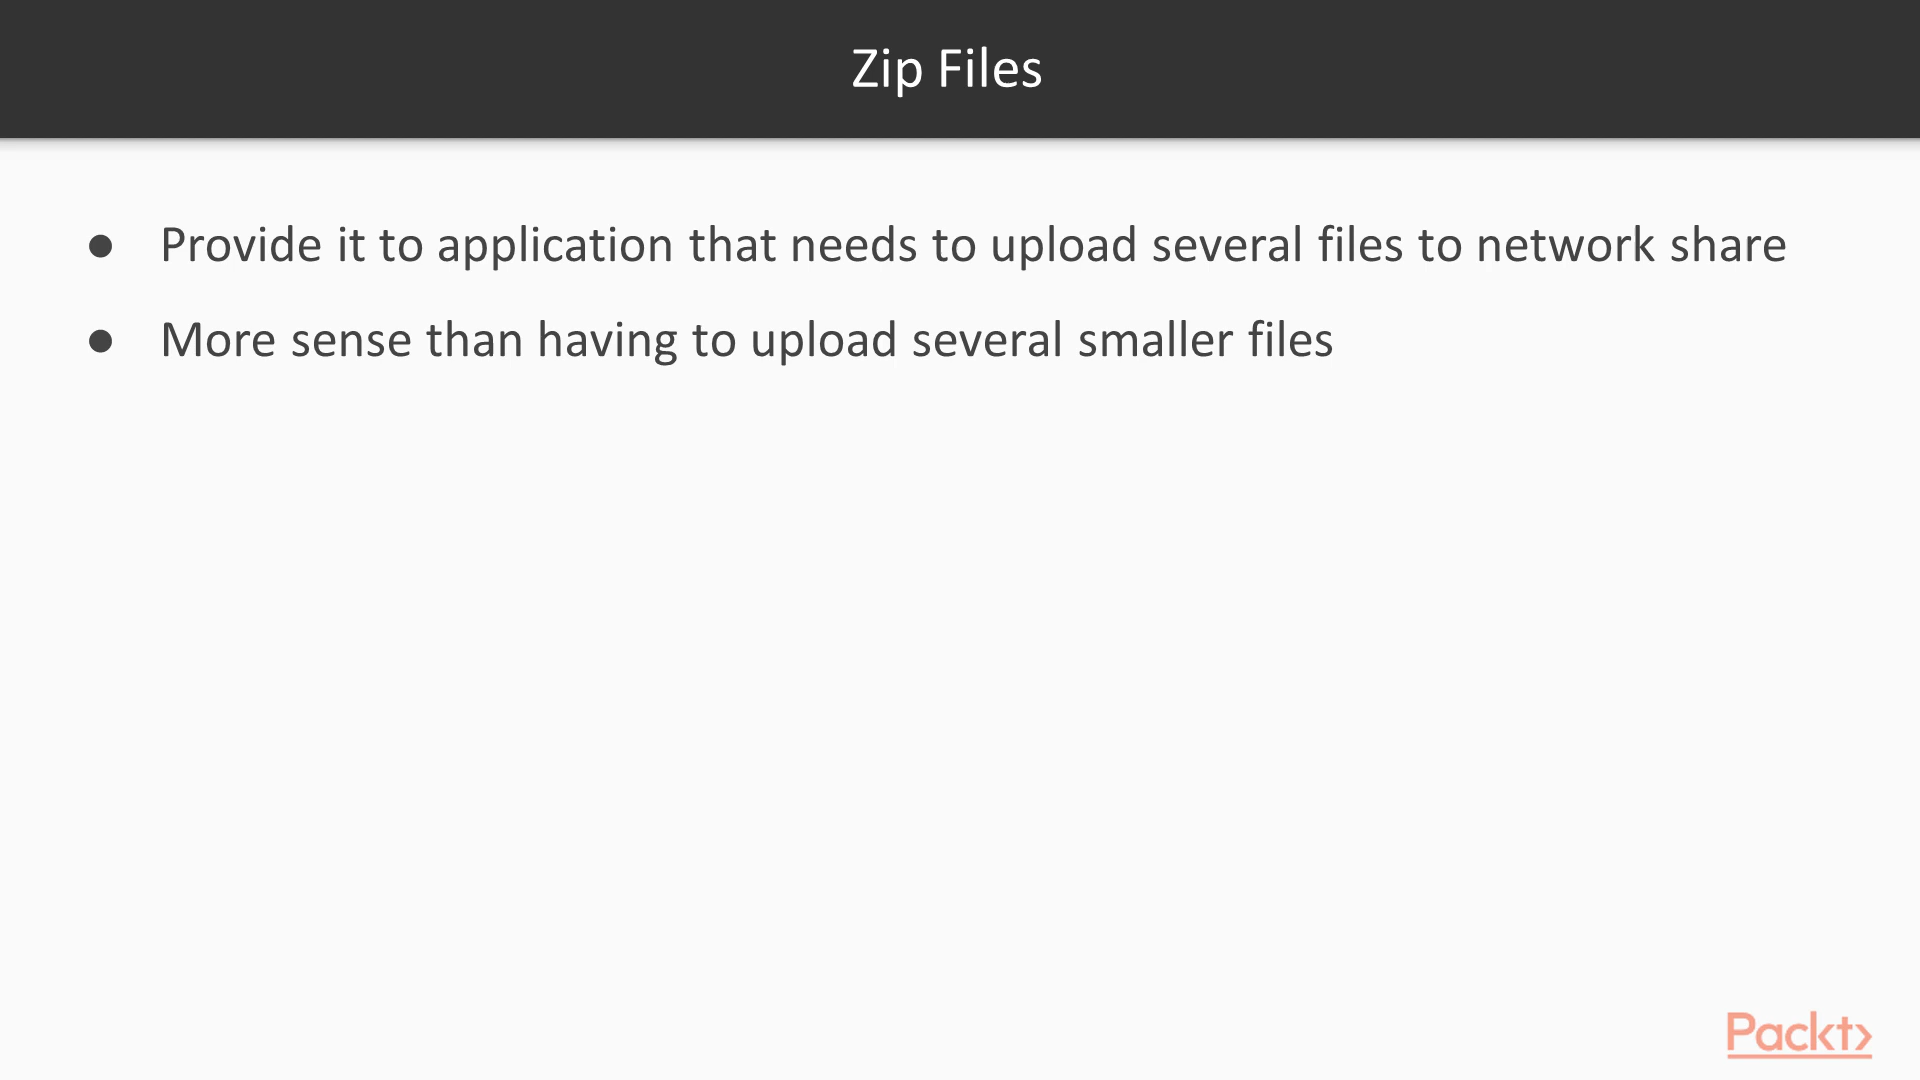 Zip Files
● Provide it to application that needs to upload several files to network share
● More sense than having to upload several smaller files
Packt>